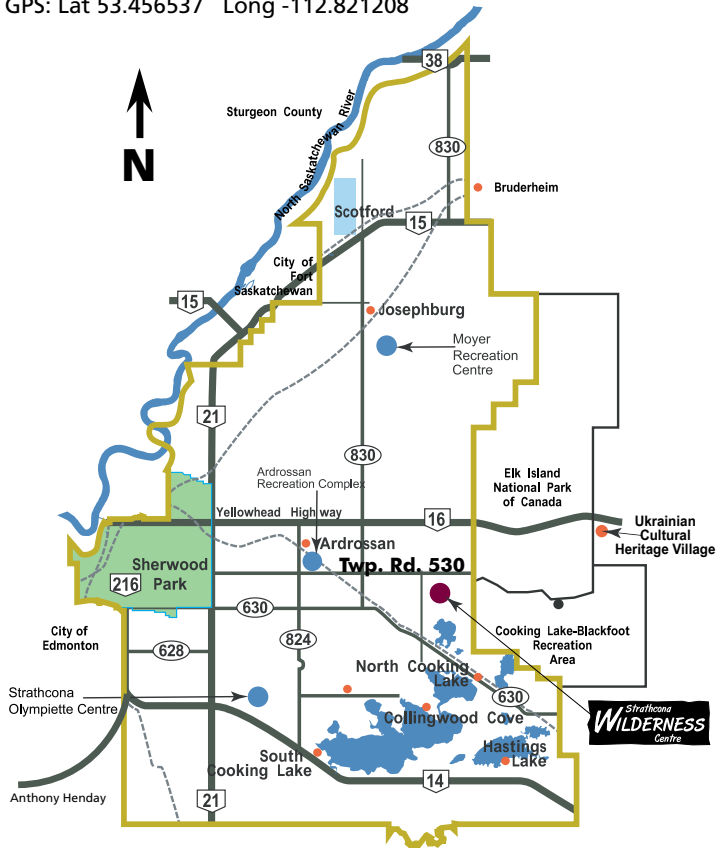 GPS: Lat 53.456537 Long -112.821208
38
Sturgeon County
North Saskatchewan River
N
830
Bruderheim
Scotford
15
City of
Fort
Saskatchewan
15
Josephburg
Moyer
Recreation
Centre
21
830
Ardrossan
Recreation Complex
Elk Island
National Park
of Canada
Yellowhead Highway
16
Ukrainian
Cultural
Heritage Village
Ardrossan
Sherwood
Park
Twp. Rd. 530
216
630
City of
Edmonton
824
628
Cooking Lake-Blackfoot
Recreation
Area
North Cooking
Lake
630
Strathcona
Olympiette Centre
Collingwood Cove
Strathcona
WILDERNESS
Centre
South
Cooking Lake
Hastings
Lake
14
Anthony Henday
21